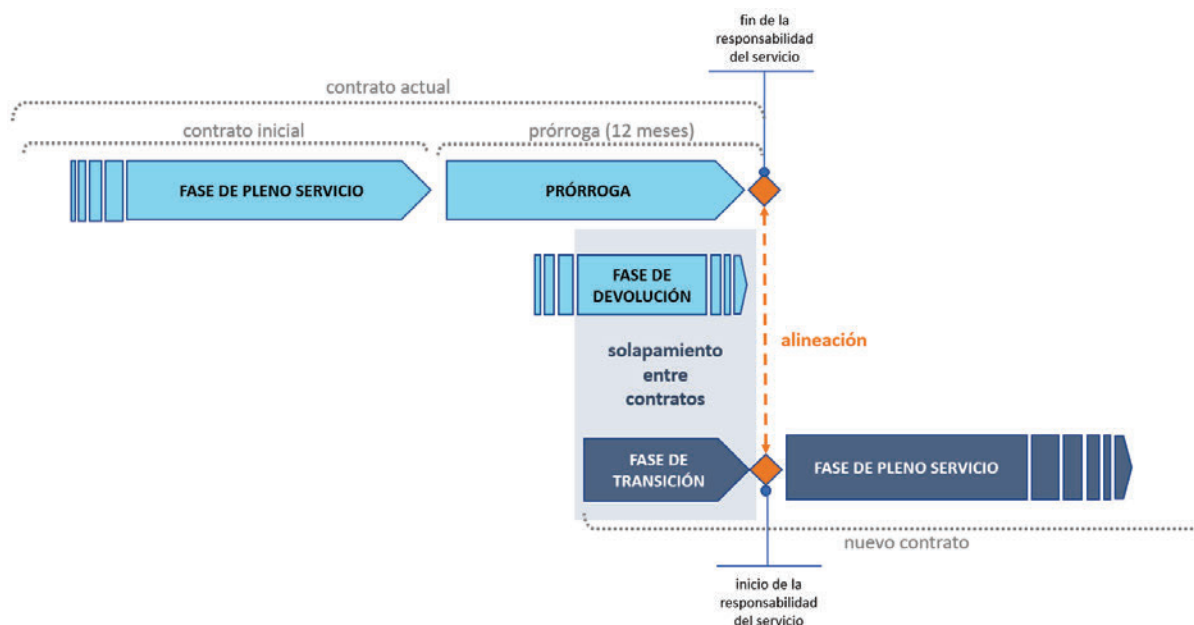 fin de la
responsabilidad
del servicio
contrato actual
contrato inicial
prórroga (12 meses)
FASE DE PLENO SERVICIO
PRÓRROGA
FASE DE
DEVOLUCIÓN
solapamiento
entre
contratos
alineación
FASE DE
TRANSICIÓN
FASE DE PLENO SERVICIO
nuevo contrato
inicio de la
responsabilidad
del servicio